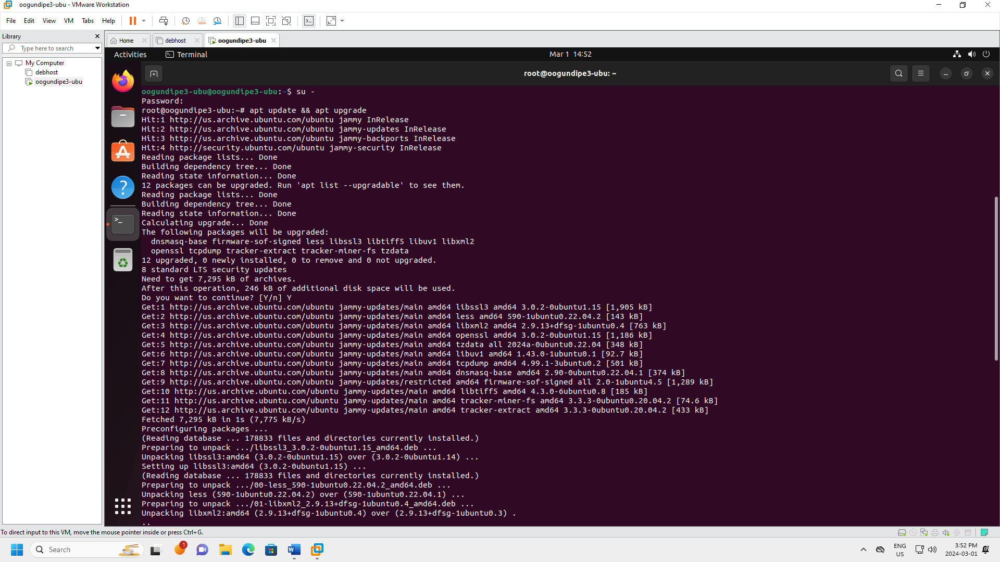 oogundipe3-ubu - VMware Workstation
File Edit View VM Tabs Help
Library
Home debhost oogundipe3-ubu
Type here to search
Activities Terminal Mar 1 14:52
My Computer
debhost
oogundipe3-ubu
root@oogundipe3-ubu: ~
oogundipe3-ubu@oogundipe3-ubu:~$ su -
Password:
root@oogundipe3-ubu:~# apt update && apt upgrade
Hit:1 http://us.archive.ubuntu.com/ubuntu jammy InRelease
Hit:2 http://us.archive.ubuntu.com/ubuntu jammy-updates InRelease
Hit:3 http://us.archive.ubuntu.com/ubuntu jammy-backports InRelease
Hit:4 http://security.ubuntu.com/ubuntu jammy-security InRelease
Reading package lists... Done
Building dependency tree... Done
Reading state information... Done
12 packages can be upgraded. Run 'apt list --upgradable' to see them.
Reading package lists... Done
Building dependency tree... Done
Reading state information... Done
Calculating upgrade... Done
The following packages will be upgraded:
  dnsmasq-base firmware-sof-signed less libssl3 libtiff5 libuv1 libxml2
  openssl tcpdump tracker-extract tracker-miner-fs tzdata
12 upgraded, 0 newly installed, 0 to remove and 0 not upgraded.
8 standard LTS security updates
Need to get 7,295 kB of archives.
After this operation, 246 kB of additional disk space will be used.
Do you want to continue? [Y/n] Y
Get:1 http://us.archive.ubuntu.com/ubuntu jammy-updates/main amd64 libssl3 amd64 3.0.2-0ubuntu1.15 [1,905 kB]
Get:2 http://us.archive.ubuntu.com/ubuntu jammy-updates/main amd64 less amd64 590-1ubuntu0.22.04.2 [143 kB]
Get:3 http://us.archive.ubuntu.com/ubuntu jammy-updates/main amd64 libxml2 amd64 2.9.13+dfsg-1ubuntu0.4 [763 kB]
Get:4 http://us.archive.ubuntu.com/ubuntu jammy-updates/main amd64 openssl amd64 3.0.2-0ubuntu1.15 [1,186 kB]
Get:5 http://us.archive.ubuntu.com/ubuntu jammy-updates/main amd64 tzdata all 2024a-0ubuntu0.22.04 [348 kB]
Get:6 http://us.archive.ubuntu.com/ubuntu jammy-updates/main amd64 libuv1 amd64 1.43.0-1ubuntu0.1 [92.7 kB]
Get:7 http://us.archive.ubuntu.com/ubuntu jammy-updates/main amd64 tcpdump amd64 4.99.1-3ubuntu0.2 [501 kB]
Get:8 http://us.archive.ubuntu.com/ubuntu jammy-updates/main amd64 dnsmasq-base amd64 2.90-0ubuntu0.22.04.1 [374 kB]
Get:9 http://us.archive.ubuntu.com/ubuntu jammy-updates/restricted amd64 firmware-sof-signed all 2.0-1ubuntu4.5 [1,289 kB]
Get:10 http://us.archive.ubuntu.com/ubuntu jammy-updates/main amd64 libtiff5 amd64 4.3.0-6ubuntu0.8 [185 kB]
Get:11 http://us.archive.ubuntu.com/ubuntu jammy-updates/main amd64 tracker-miner-fs amd64 3.3.3-0ubuntu0.20.04.2 [74.6 kB]
Get:12 http://us.archive.ubuntu.com/ubuntu jammy-updates/main amd64 tracker-extract amd64 3.3.3-0ubuntu0.20.04.2 [433 kB]
Fetched 7,295 kB in 1s (7,775 kB/s)
Preconfiguring packages ...
(Reading database ... 178833 files and directories currently installed.)
Preparing to unpack .../libssl3_3.0.2-0ubuntu1.15_amd64.deb ...
Unpacking libssl3:amd64 (3.0.2-0ubuntu1.15) over (3.0.2-0ubuntu1.14) ...
Setting up libssl3:amd64 (3.0.2-0ubuntu1.15) ...
(Reading database ... 178833 files and directories currently installed.)
Preparing to unpack .../00-less_590-1ubuntu0.22.04.2_amd64.deb ...
Unpacking less (590-1ubuntu0.22.04.2) over (590-1ubuntu0.22.04.1) ...
Preparing to unpack .../01-libxml2_2.9.13+dfsg-1ubuntu0.4_amd64.deb ...
Unpacking libxml2:amd64 (2.9.13+dfsg-1ubuntu0.4) over (2.9.13+dfsg-1ubuntu0.3) .
..
To direct input to this VM, move the mouse pointer inside or press Ctrl+G.
Search
1
ENG
US
3:52 PM
2024-03-01